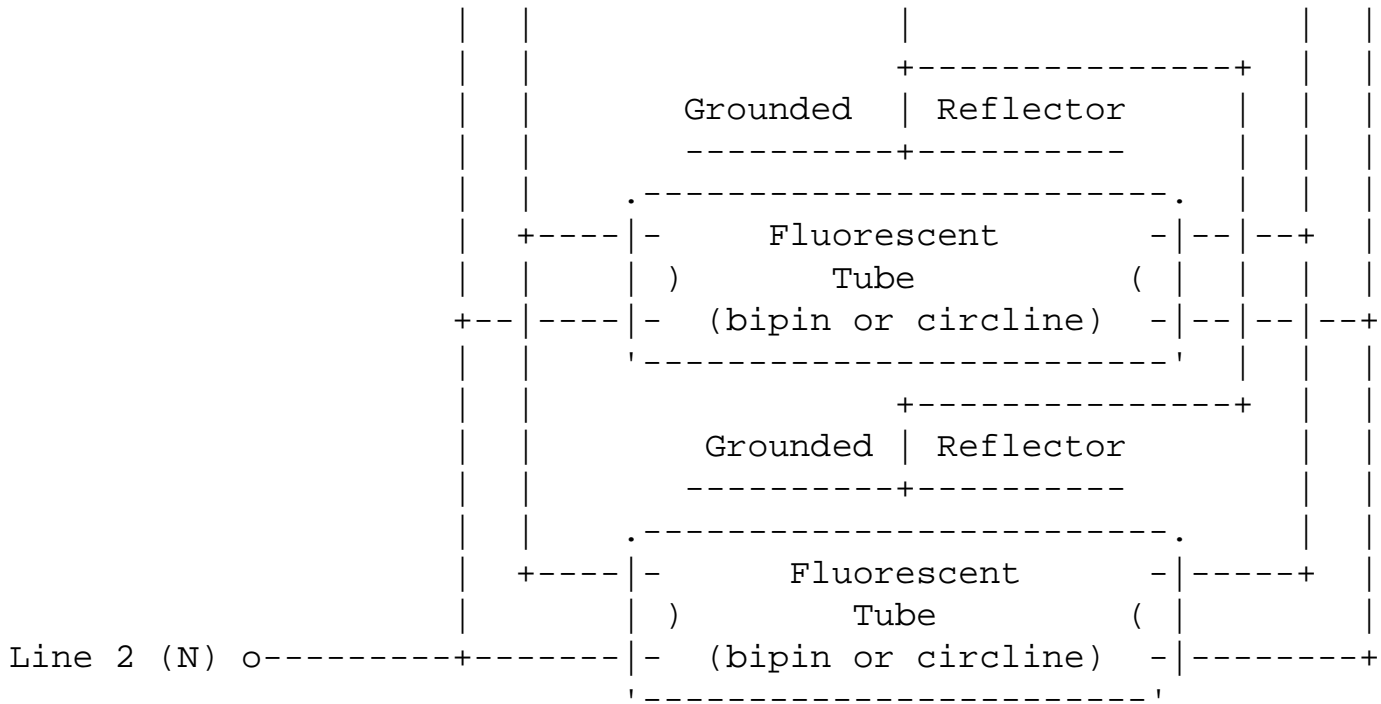 Grounded | Reflector
Fluorescent
) Tube (
(bipin or circline)
Grounded | Reflector
Fluorescent
) Tube (
Line 2 (N) o---------+-------|- (bipin or circline) -|--------+